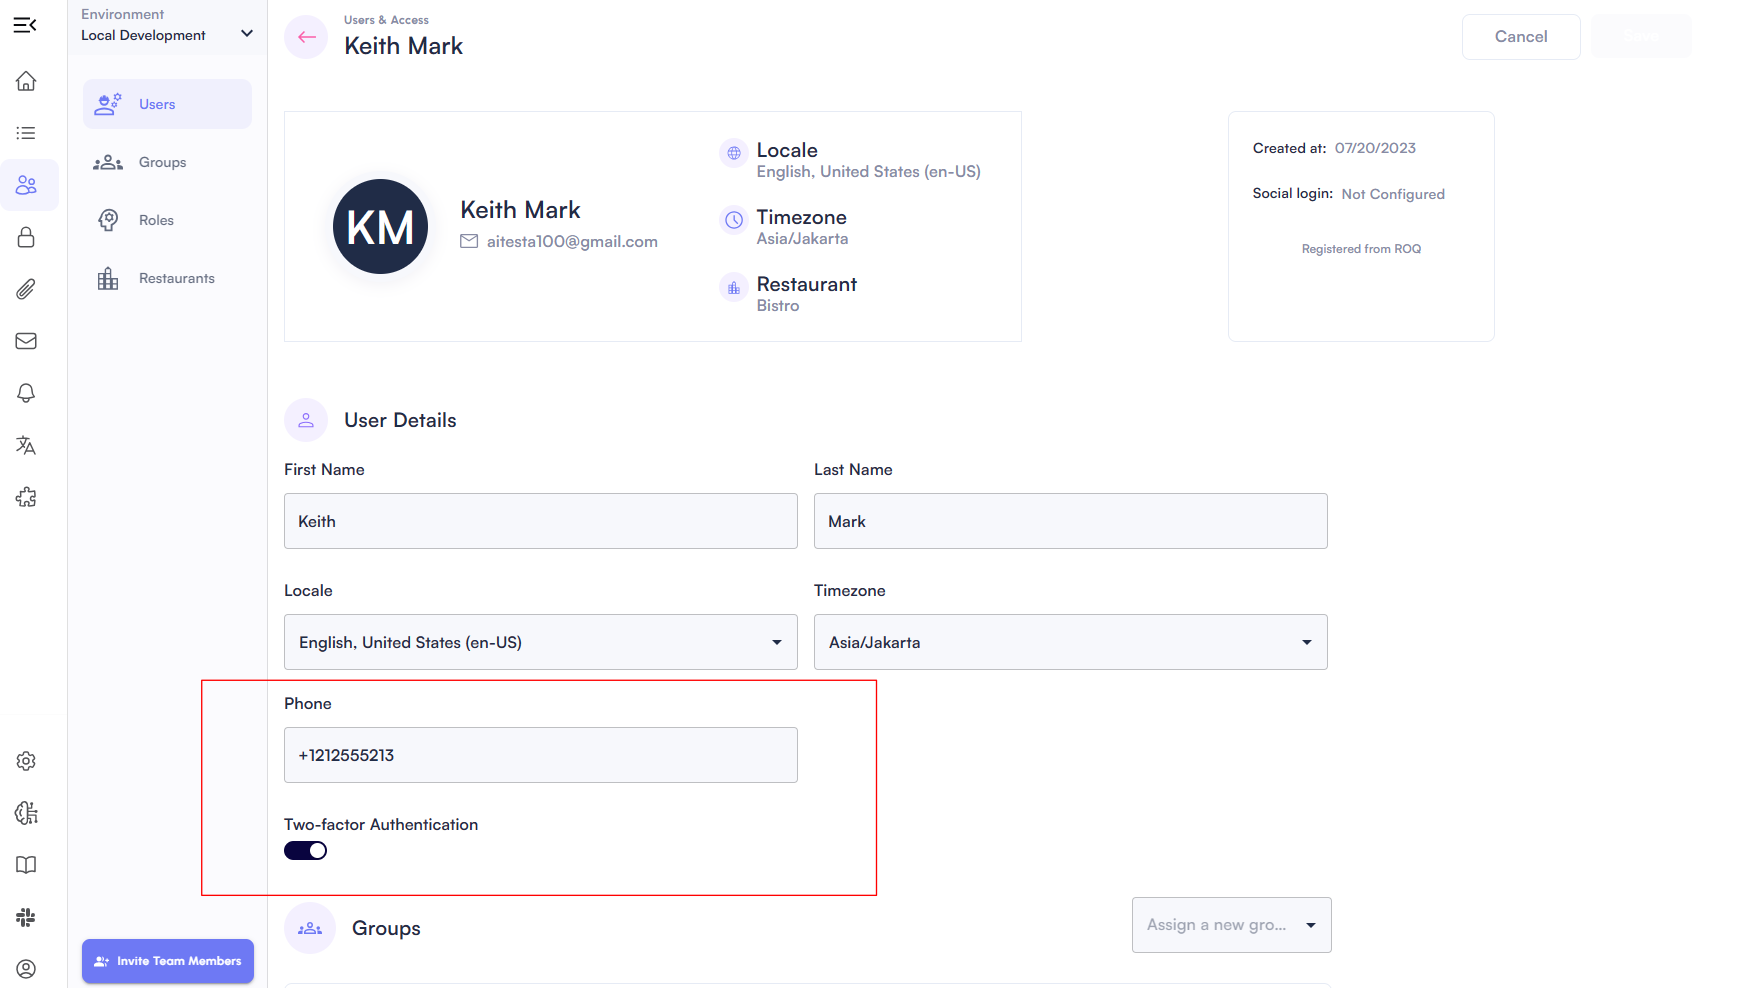 Environment
Local Development
Users
Groups
Roles
Restaurants
Invite Team Members
Users & Access
Keith Mark
Cancel
Save
KM
Keith Mark
aitesta100@gmail.com
Locale
English, United States (en-US)
Timezone
Asia/Jakarta
Restaurant
Bistro
Created at: 07/20/2023
Social login: Not Configured
Registered from ROQ
User Details
First Name
Last Name
Keith
Mark
Locale
Timezone
English, United States (en-US)
Asia/Jakarta
Phone
+1212555213
Two-factor Authentication
Groups
Assign a new gro...